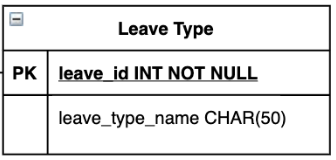 Leave Type
PK leave_id INT NOT NULL
leave_type_name CHAR(50)